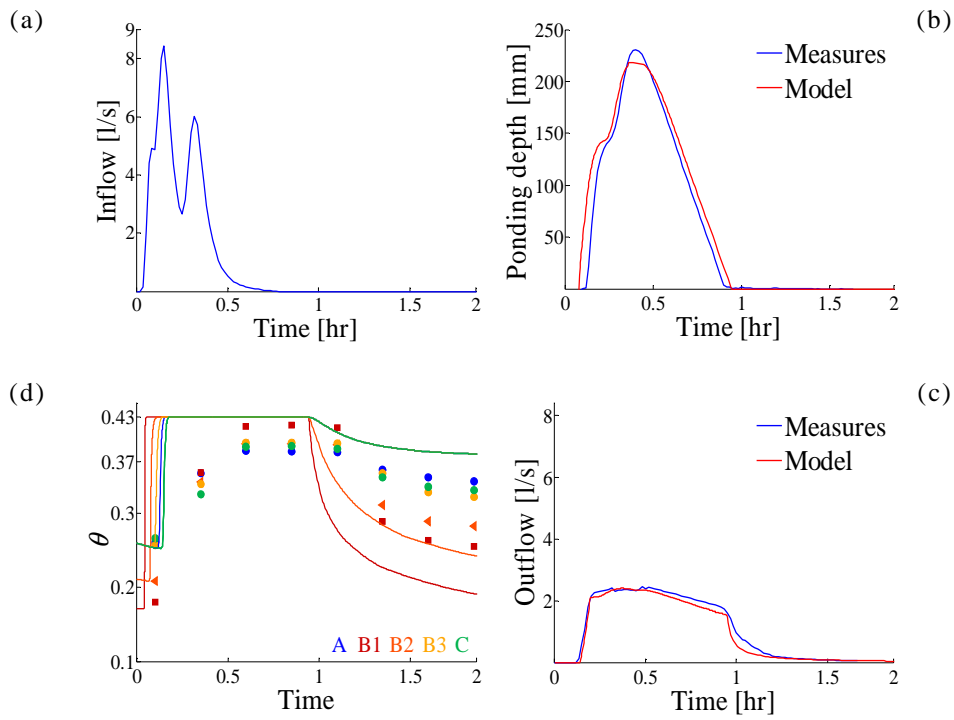 (a)
(b)
9
8
6
4
2
Inflow [l/s]
0
0.5
1
1.5
2
Time [hr]
250
200
150
100
200
50
Ponding depth [mm]
Measures
Model
0
0.5
1
1.5
2
Time [hr]
(d)
(c)
0.43
0.37
0.3
0.2
0.1
θ
A B1 B2 B3 C
0
0.5
1
1.5
2
Time
8
6
4
2
Outflow [l/s]
Measures
Model
0
0.5
1
1.5
2
Time [hr]